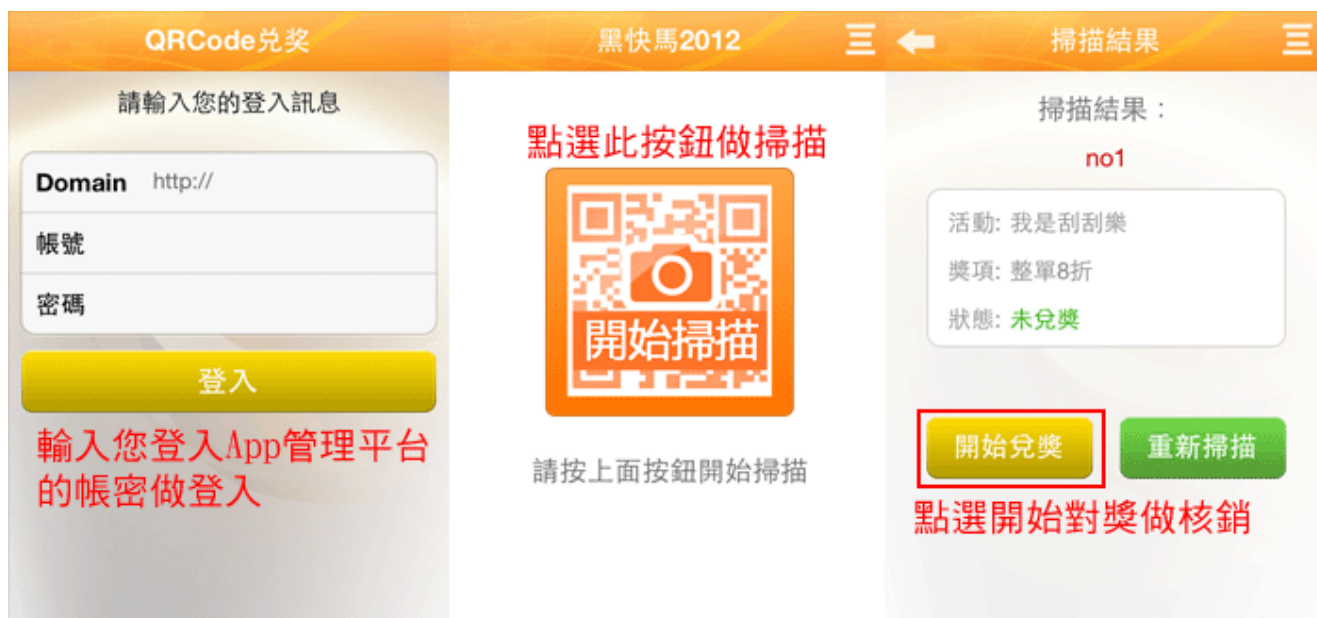 QRCode兑奖
請輸入您的登入訊息
Domain http://
帳號
密碼
登入
輸入您登入App管理平台
的帳密做登入
黑快馬2012
點選此按鈕做掃描
開始掃描
請按上面按鈕開始掃描
掃描結果
掃描結果：
no1
活動: 我是刮刮樂
獎項: 整單8折
狀態: 未兌獎
開始兌獎
重新掃描
點選開始對獎做核銷